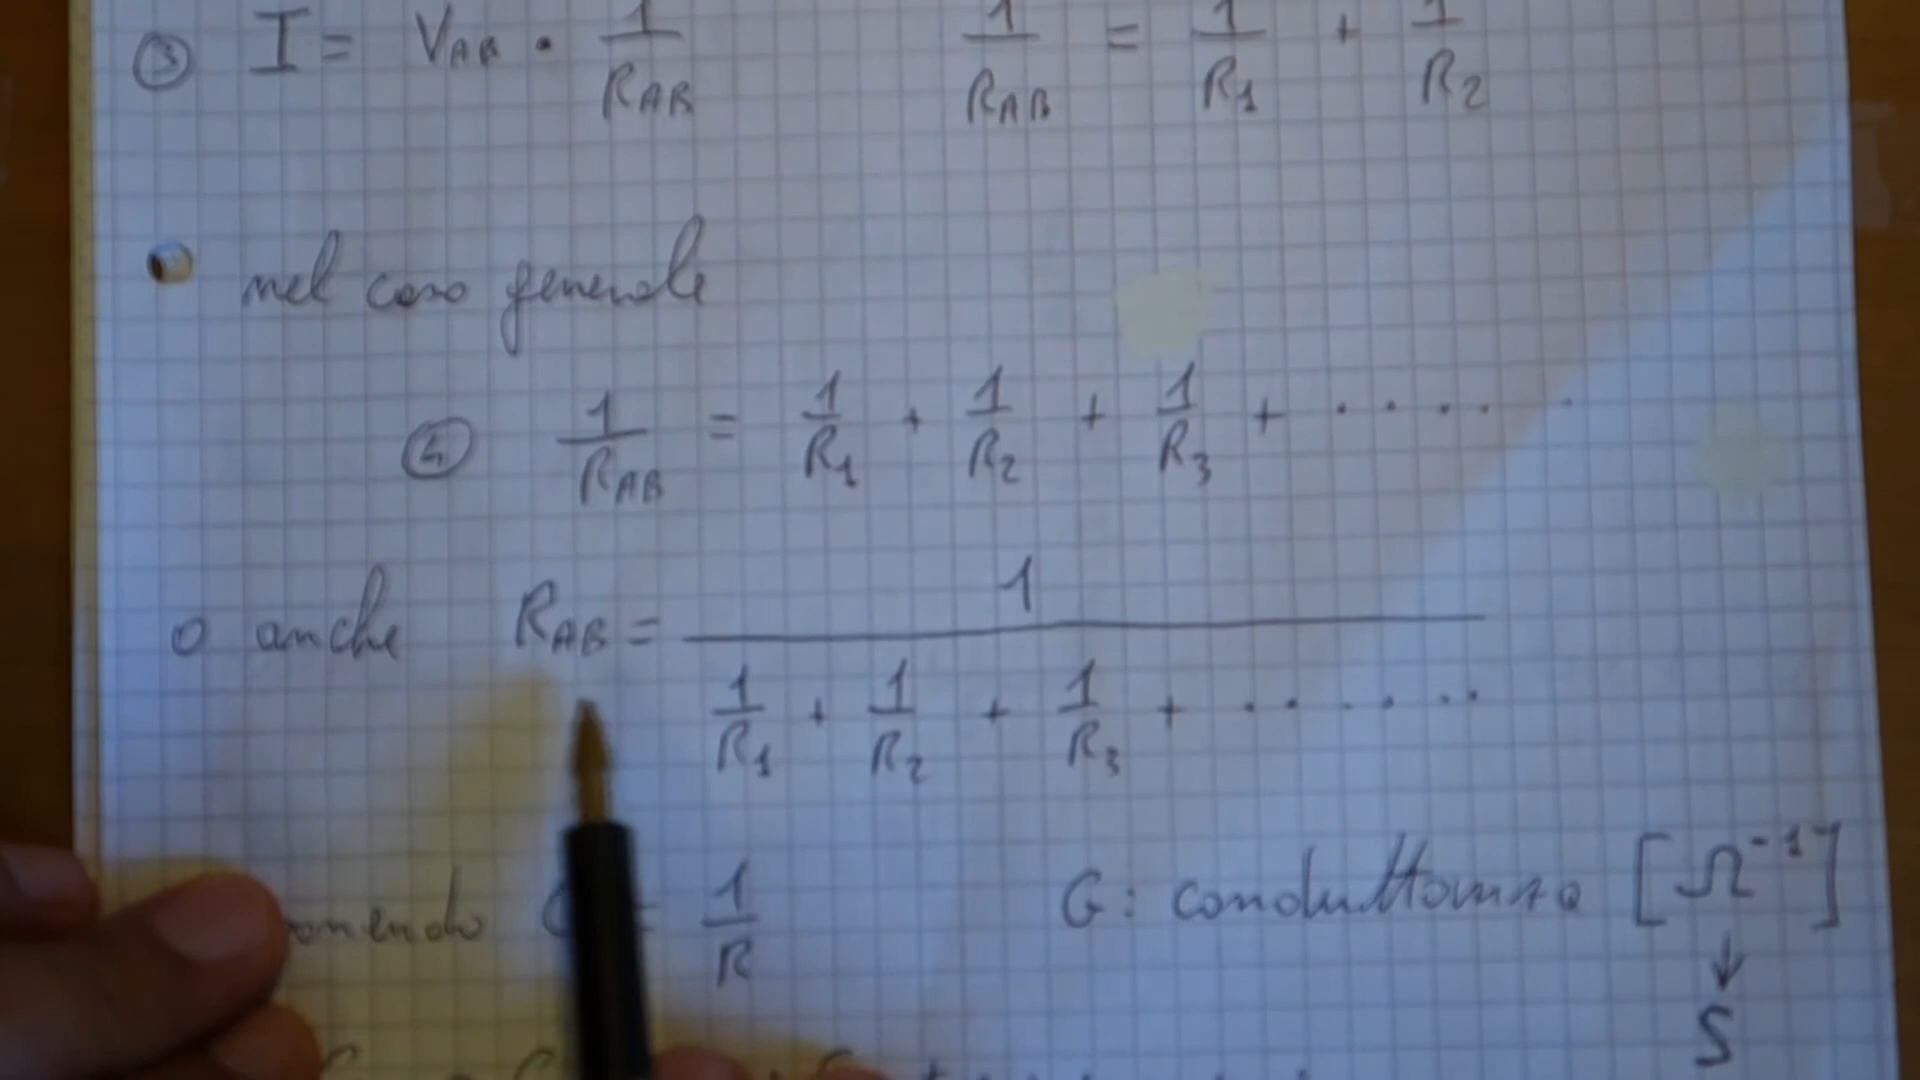 ③ I = V_AB · 1/R_AB    1/R_AB = 1/R_1 + 1/R_2
nel caso generale
④ 1/R_AB = 1/R_1 + 1/R_2 + 1/R_3 + ......
o anche R_AB = 1/(1/R_1 + 1/R_2 + 1/R_3 + ......)
= 1/R    G: conduttanza [Ω^-1]
↓
S